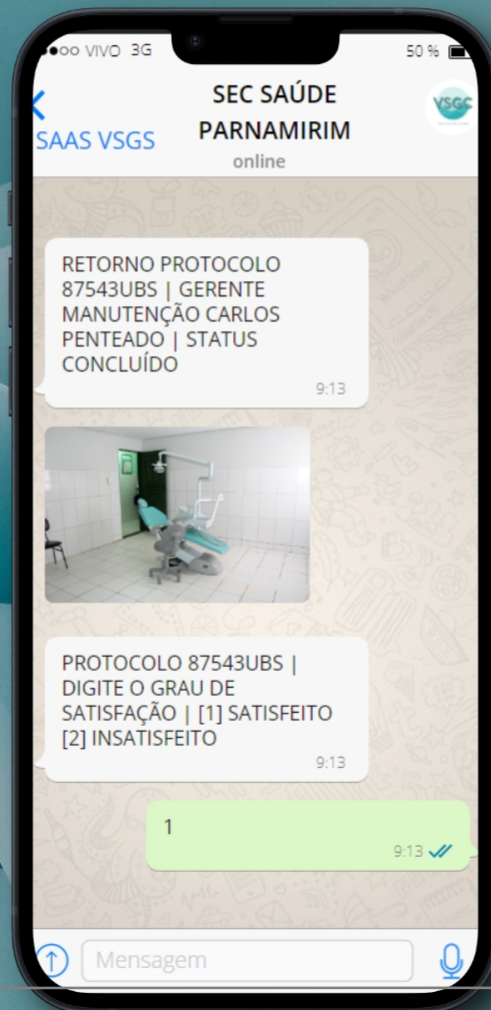 VIVO 3G
50 %
SEC SAÚDE
PARNAMIRIM
SAAS VSGS
online
VSGC
RETORNO PROTOCOLO
87543UBS | GERENTE
MANUTENÇÃO CARLOS
PENTEADO | STATUS
CONCLUÍDO
9:13
PROTOCOLO 87543UBS |
DIGITE O GRAU DE
SATISFAÇÃO | [1] SATISFEITO
[2] INSATISFEITO
9:13
1
9:13
Mensagem